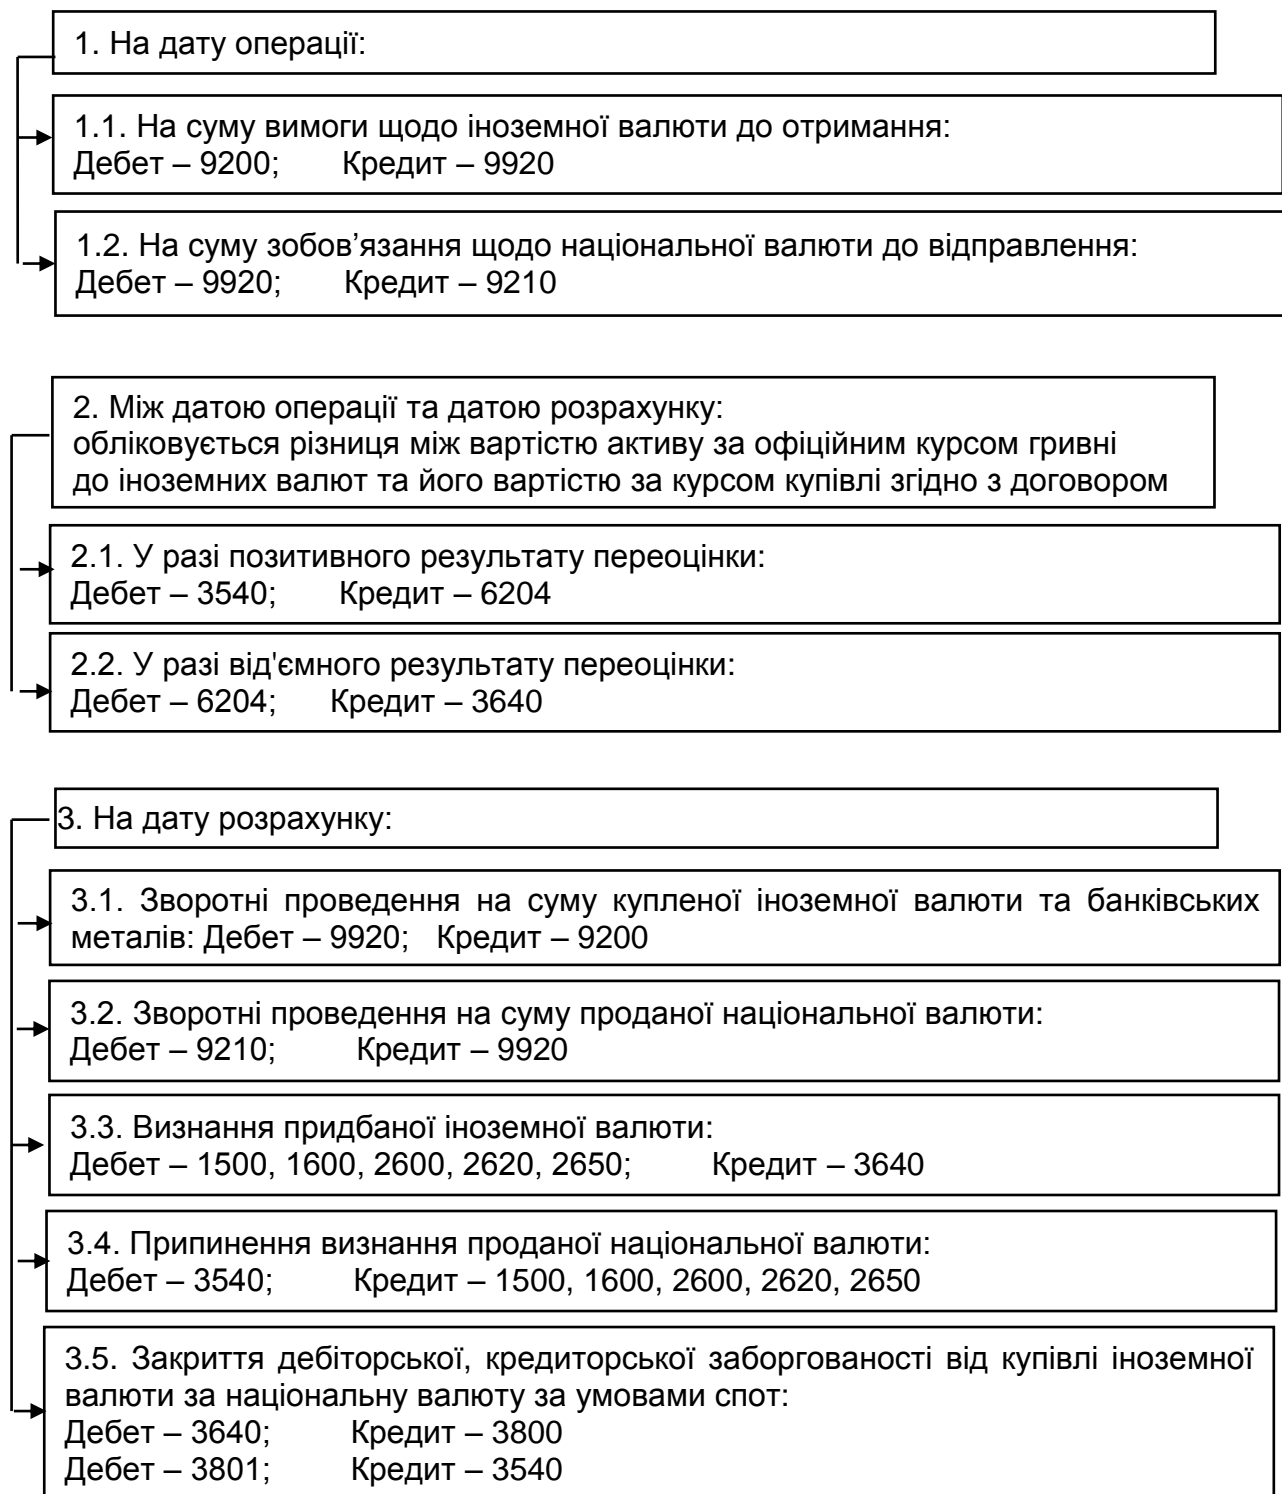 1. На дату операції:
1.1. На суму вимоги щодо іноземної валюти до отримання:
Дебет – 9200; Кредит – 9920
1.2. На суму зобов’язання щодо національної валюти до відправлення:
Дебет – 9920; Кредит – 9210
2. Між датою операції та датою розрахунку:
обліковується різниця між вартістю активу за офіційним курсом гривні
до іноземних валют та його вартістю за курсом купівлі згідно з договором
2.1. У разі позитивного результату переоцінки:
Дебет – 3540; Кредит – 6204
2.2. У разі від'ємного результату переоцінки:
Дебет – 6204; Кредит – 3640
3. На дату розрахунку:
3.1. Зворотні проведення на суму купленої іноземної валюти та банківських
металів: Дебет – 9920; Кредит – 9200
3.2. Зворотні проведення на суму проданої національної валюти:
Дебет – 9210; Кредит – 9920
3.3. Визнання придбаної іноземної валюти:
Дебет – 1500, 1600, 2600, 2620, 2650; Кредит – 3640
3.4. Припинення визнання проданої національної валюти:
Дебет – 3540; Кредит – 1500, 1600, 2600, 2620, 2650
3.5. Закриття дебіторської, кредиторської заборгованості від купівлі іноземної
валюти за національну валюту за умовами спот:
Дебет – 3640; Кредит – 3800
Дебет – 3801; Кредит – 3540